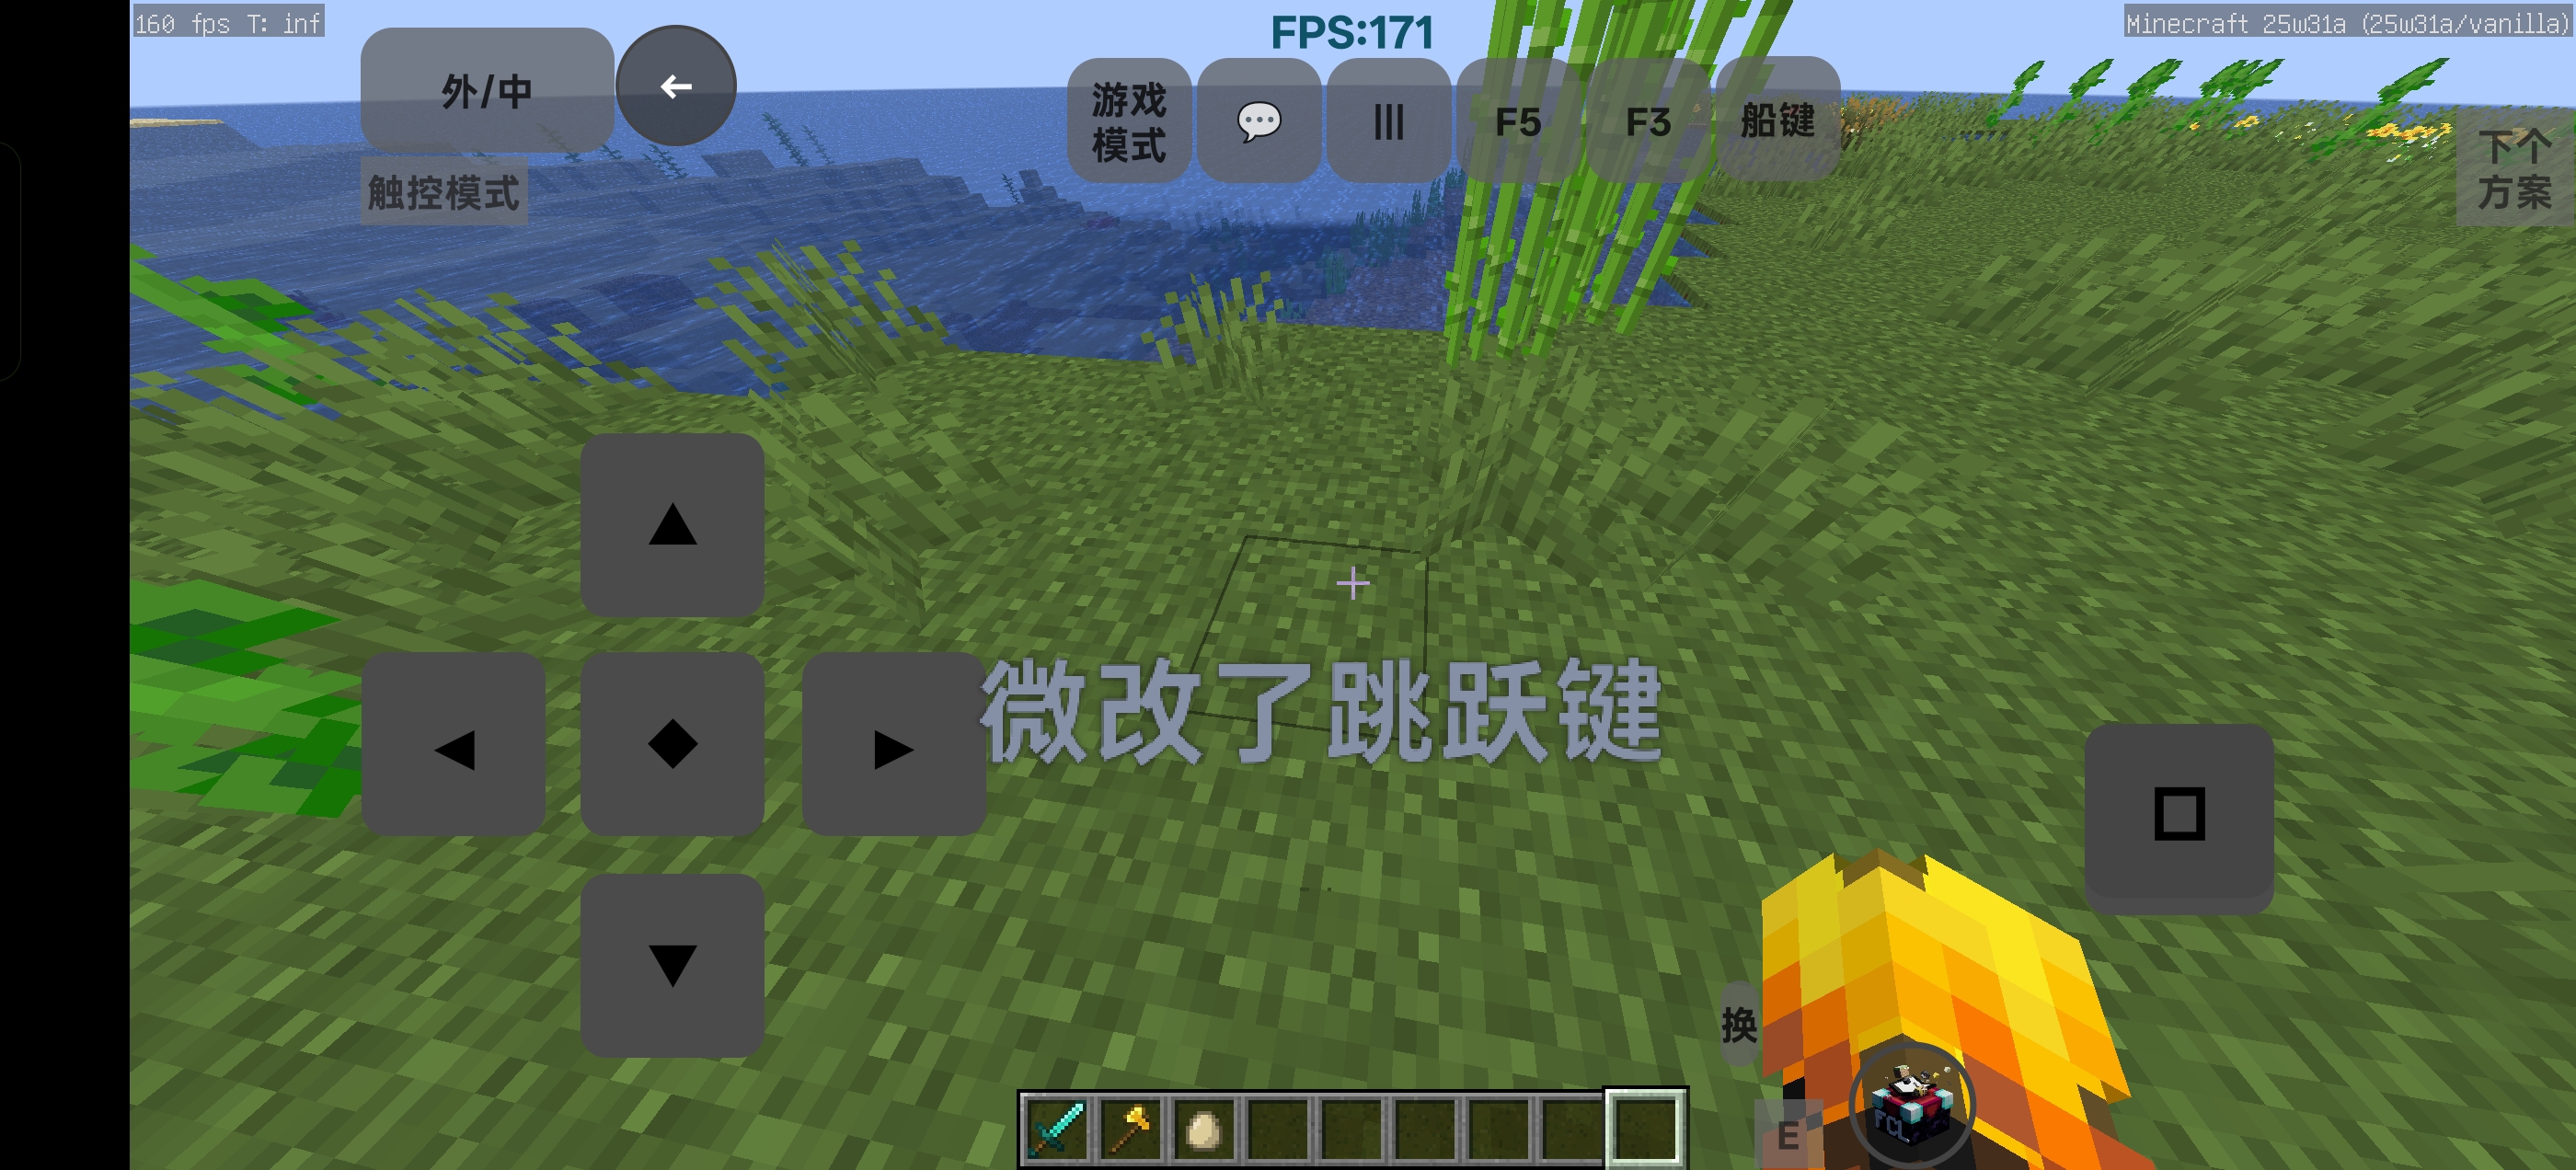 160 fps T: inf
FPS:171
Minecraft 25w31a (25w31a/vanilla)
外/中
←
游戏
模式
F5
F3
船键
下个
方案
触控模式
微改了跳跃键
换
E
FCL